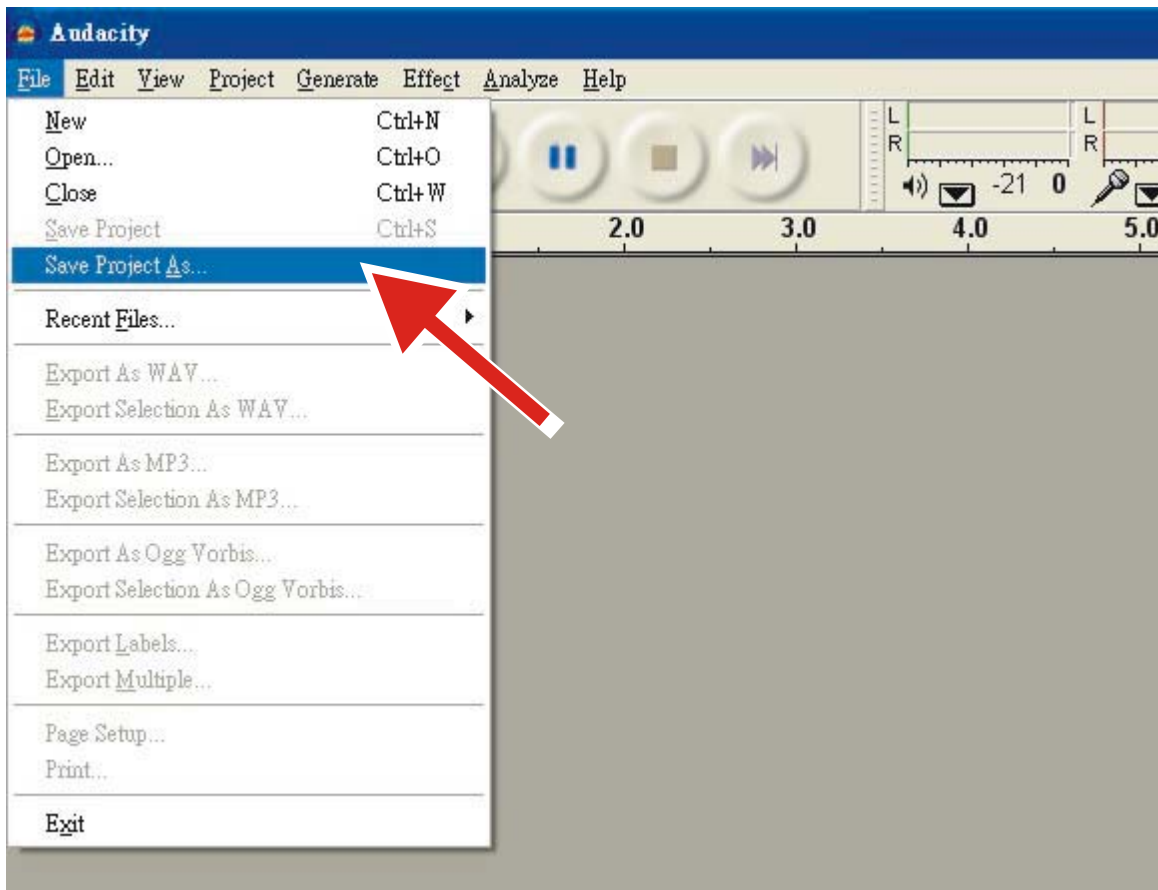 Audacity
File Edit View Project Generate Effect Analyze Help
New Ctrl+N
Open... Ctrl+O
Close Ctrl+W
Save Project Ctrl+S
Save Project As...
Recent Files...
Export As WAV...
Export Selection As WAV...
Export As MP3...
Export Selection As MP3...
Export As Ogg Vorbis...
Export Selection As Ogg Vorbis...
Export Labels...
Export Multiple...
Page Setup...
Print...
Exit
L L
R R
-21 0
2.0 3.0 4.0 5.0